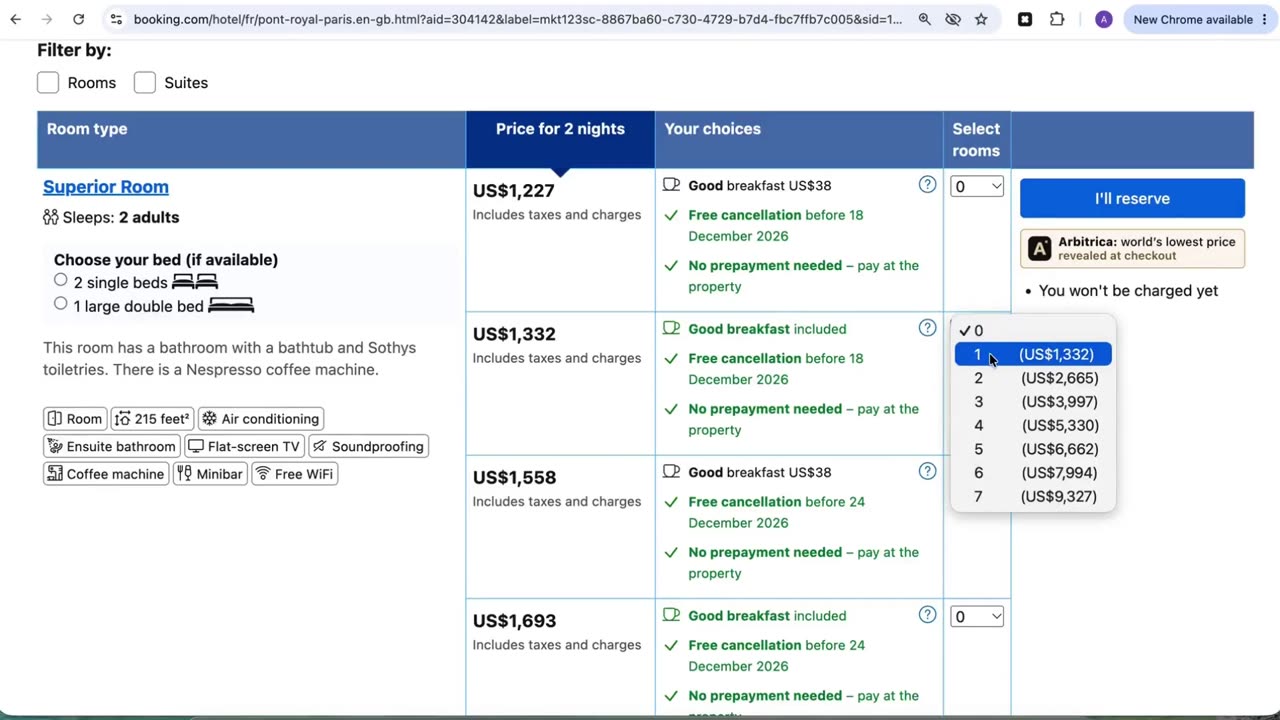 booking.com/hotel/fr/pont-royal-paris.en-gb.html?aid=304142&label=mkt123sc-8867ba60-c730-4729-b7d4-fbc7ffb7c005&sid=1...
A
New Chrome available
Filter by:
Rooms
Suites
Room type
Price for 2 nights
Your choices
Select
rooms
Superior Room
Sleeps: 2 adults
Choose your bed (if available)
2 single beds
1 large double bed
This room has a bathroom with a bathtub and Sothys
toiletries. There is a Nespresso coffee machine.
Room
215 feet²
Air conditioning
Ensuite bathroom
Flat-screen TV
Soundproofing
Coffee machine
Minibar
Free WiFi
US$1,227
Includes taxes and charges
Good breakfast US$38
Free cancellation before 18
December 2026
No prepayment needed – pay at the
property
0
I'll reserve
A
Arbitrica: world's lowest price
revealed at checkout
• You won't be charged yet
US$1,332
Includes taxes and charges
Good breakfast included
Free cancellation before 18
December 2026
No prepayment needed – pay at the
property
✓ 0
1 (US$1,332)
2 (US$2,665)
3 (US$3,997)
4 (US$5,330)
5 (US$6,662)
6 (US$7,994)
7 (US$9,327)
US$1,558
Includes taxes and charges
Good breakfast US$38
Free cancellation before 24
December 2026
No prepayment needed – pay at the
property
US$1,693
Includes taxes and charges
Good breakfast included
Free cancellation before 24
December 2026
No prepayment needed – pay at the
0